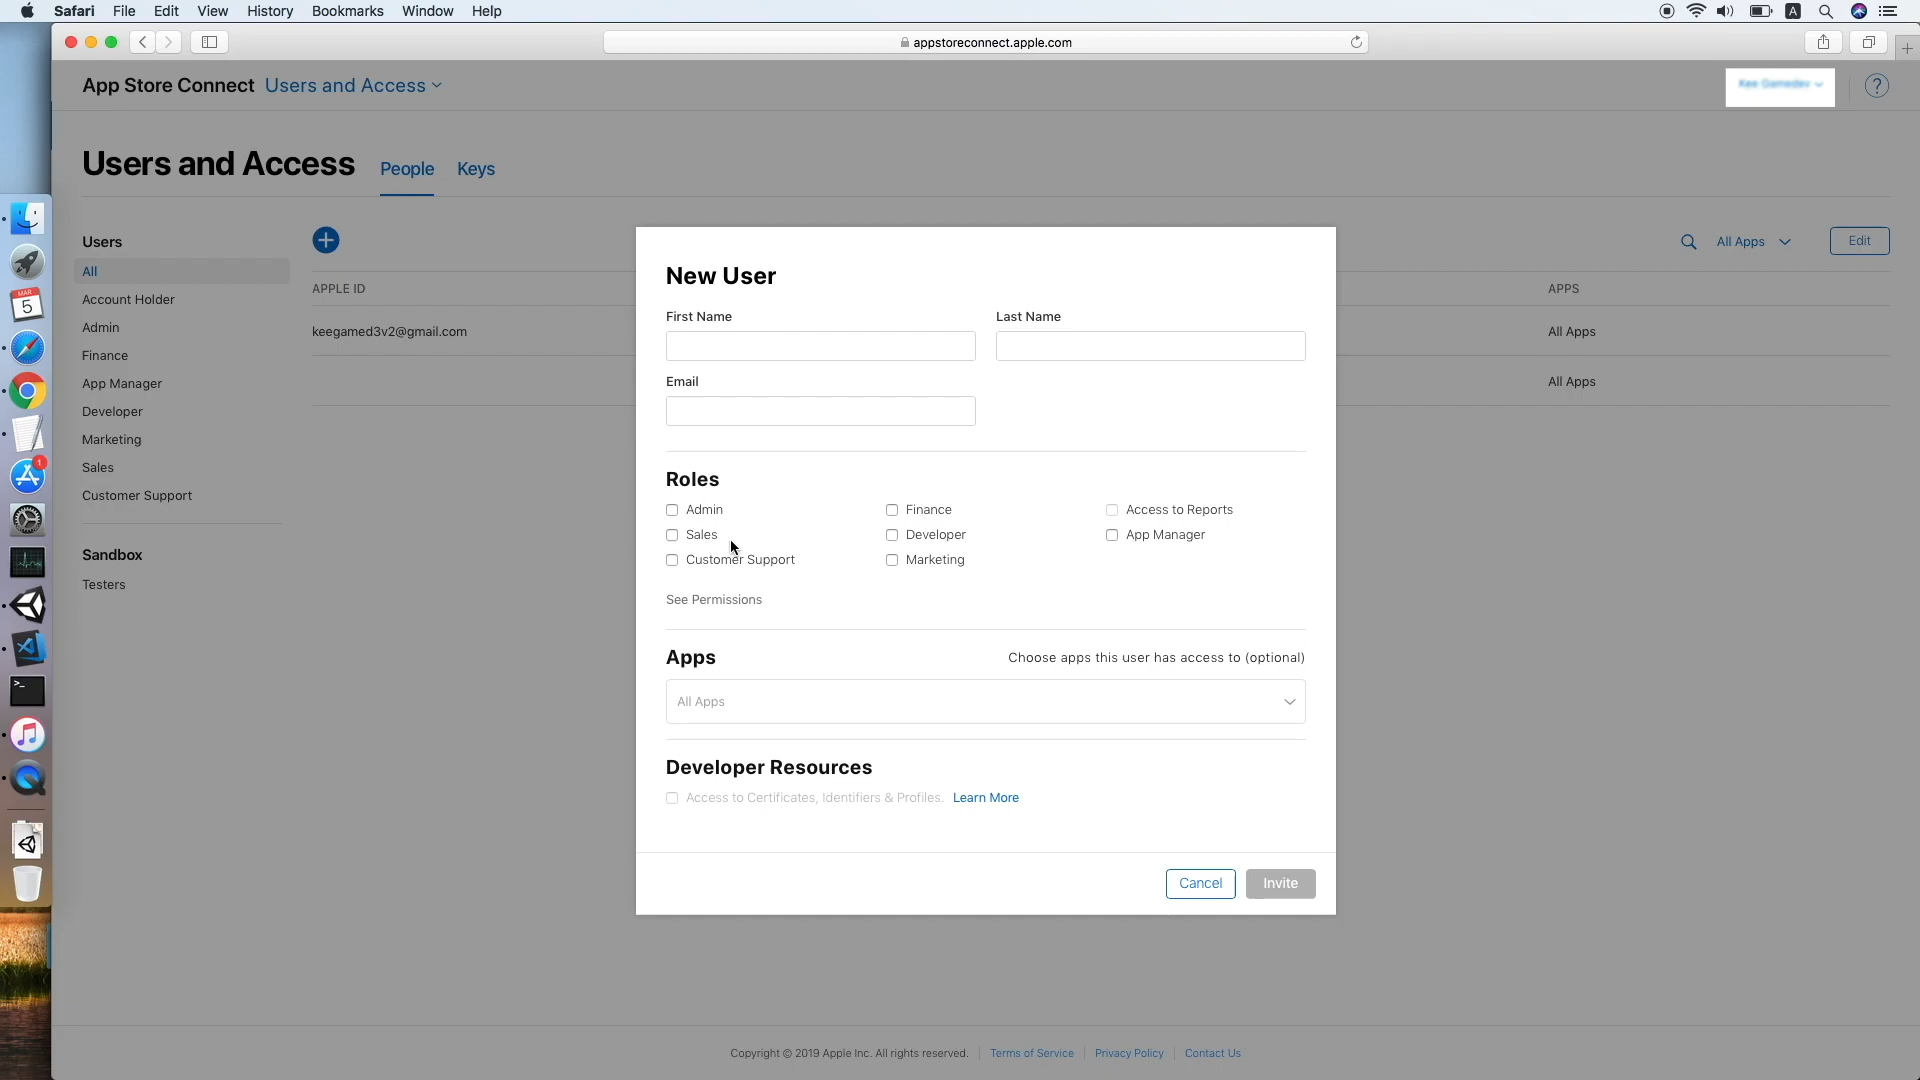 Safari File Edit View History Bookmarks Window Help A
appstoreconnect.apple.com
App Store Connect Users and Access
Kee Gamedev
?
Users and Access People Keys
Users
All
Account Holder
Admin
Finance
App Manager
Developer
Marketing
Sales
Customer Support
Sandbox
Testers
All Apps
Edit
APPLE ID
APPS
keegamed3v2@gmail.com
All Apps
All Apps
New User
First Name
Last Name
Email
Roles
Admin
Finance
Access to Reports
Sales
Developer
App Manager
Customer Support
Marketing
See Permissions
Apps
Choose apps this user has access to (optional)
All Apps
Developer Resources
Access to Certificates, Identifiers & Profiles. Learn More
Cancel
Invite
MAR
5
1
>_
Copyright © 2019 Apple Inc. All rights reserved. Terms of Service Privacy Policy Contact Us